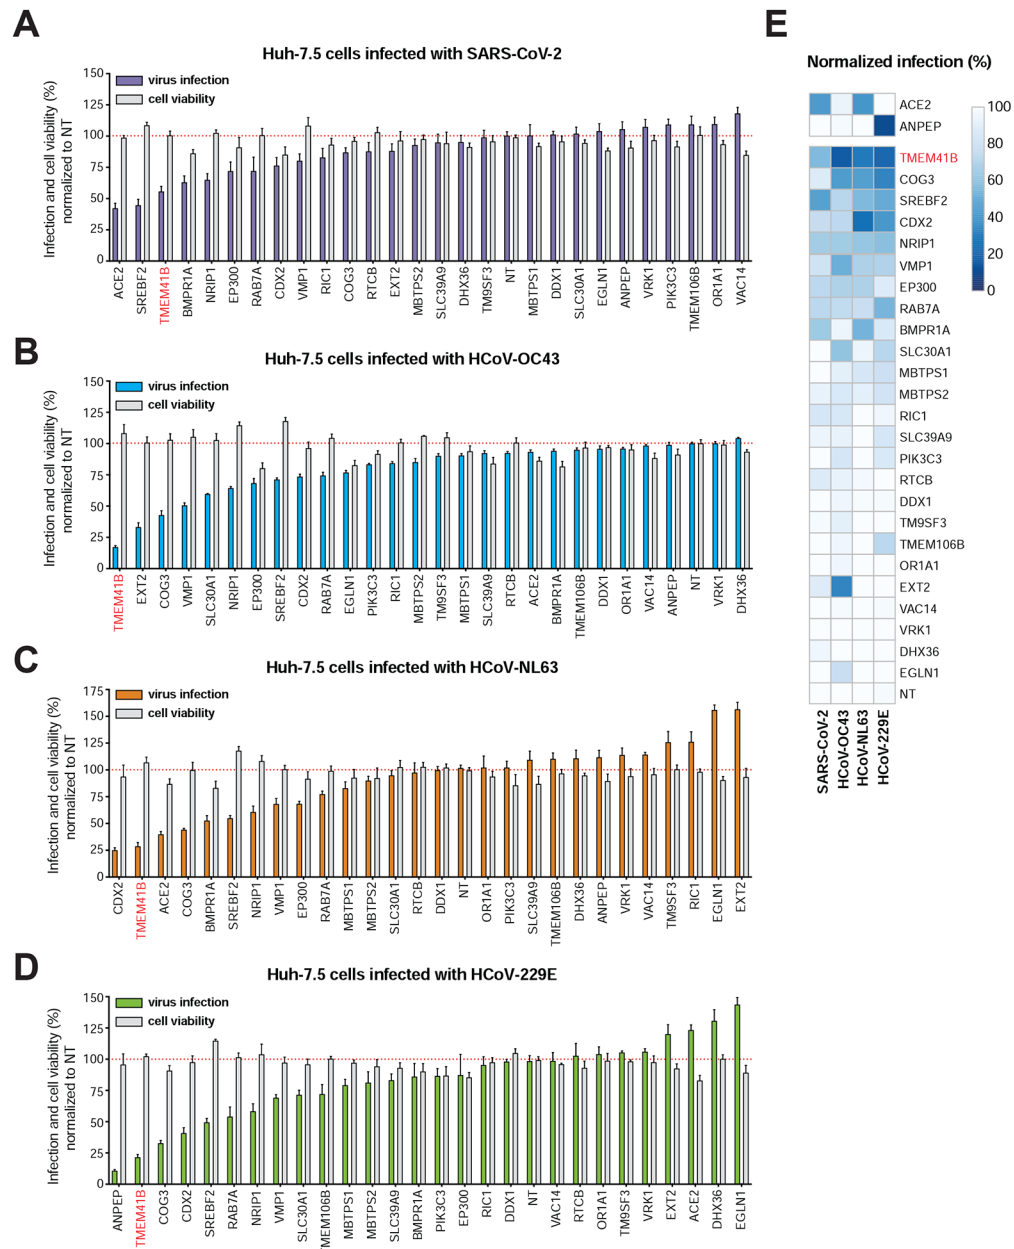 A
Huh-7.5 cells infected with SARS-CoV-2
Infection and cell viability (%)
normalized to NT
150
125
100
75
50
25
0
virus infection
cell viability
ACE2
SREBF2
TMEM41B
BMPR1A
NRIP1
EP300
RAB7A
CDX2
VMP1
RIC1
COG3
RTCB
EXT2
MBTPS2
SLC39A9
DHX36
TM9SF3
NT
MBTPS1
DDX1
SLC30A1
EGLN1
ANPEP
VRK1
PIK3C3
TMEM106B
OR1A1
VAC14
B
Huh-7.5 cells infected with HCoV-OC43
Infection and cell viability (%)
normalized to NT
150
125
100
75
50
25
0
virus infection
cell viability
TMEM41B
EXT2
COG3
VMP1
SLC30A1
NRIP1
EP300
SREBF2
CDX2
RAB7A
EGLN1
PIK3C3
RIC1
MBTPS2
TM9SF3
MBTPS1
SLC39A9
RTCB
ACE2
BMPR1A
TMEM106B
DDX1
OR1A1
VAC14
ANPEP
NT
VRK1
DHX36
C
Huh-7.5 cells infected with HCoV-NL63
Infection and cell viability (%)
normalized to NT
175
150
125
100
75
50
25
0
virus infection
cell viability
CDX2
TMEM41B
ACE2
COG3
BMPR1A
SREBF2
NRIP1
VMP1
EP300
RAB7A
MBTPS1
MBTPS2
SLC30A1
RTCB
DDX1
NT
OR1A1
PIK3C3
SLC39A9
TMEM106B
DHX36
ANPEP
VRK1
VAC14
TM9SF3
RIC1
EGLN1
EXT2
D
Huh-7.5 cells infected with HCoV-229E
Infection and cell viability (%)
normalized to NT
150
125
100
75
50
25
0
virus infection
cell viability
ANPEP
TMEM41B
COG3
CDX2
SREBF2
RAB7A
NRIP1
VMP1
SLC30A1
TMEM106B
MBTPS1
MBTPS2
SLC39A9
BMPR1A
PIK3C3
EP300
RIC1
DDX1
NT
VAC14
RTCB
OR1A1
TM9SF3
VRK1
EXT2
ACE2
DHX36
EGLN1
E
Normalized infection (%)
ACE2
ANPEP
TMEM41B
COG3
SREBF2
CDX2
NRIP1
VMP1
EP300
RAB7A
BMPR1A
SLC30A1
MBTPS1
MBTPS2
RIC1
SLC39A9
PIK3C3
RTCB
DDX1
TM9SF3
TMEM106B
OR1A1
EXT2
VAC14
VRK1
DHX36
EGLN1
NT
SARS-CoV-2
HCoV-OC43
HCoV-NL63
HCoV-229E
100
80
60
40
20
0